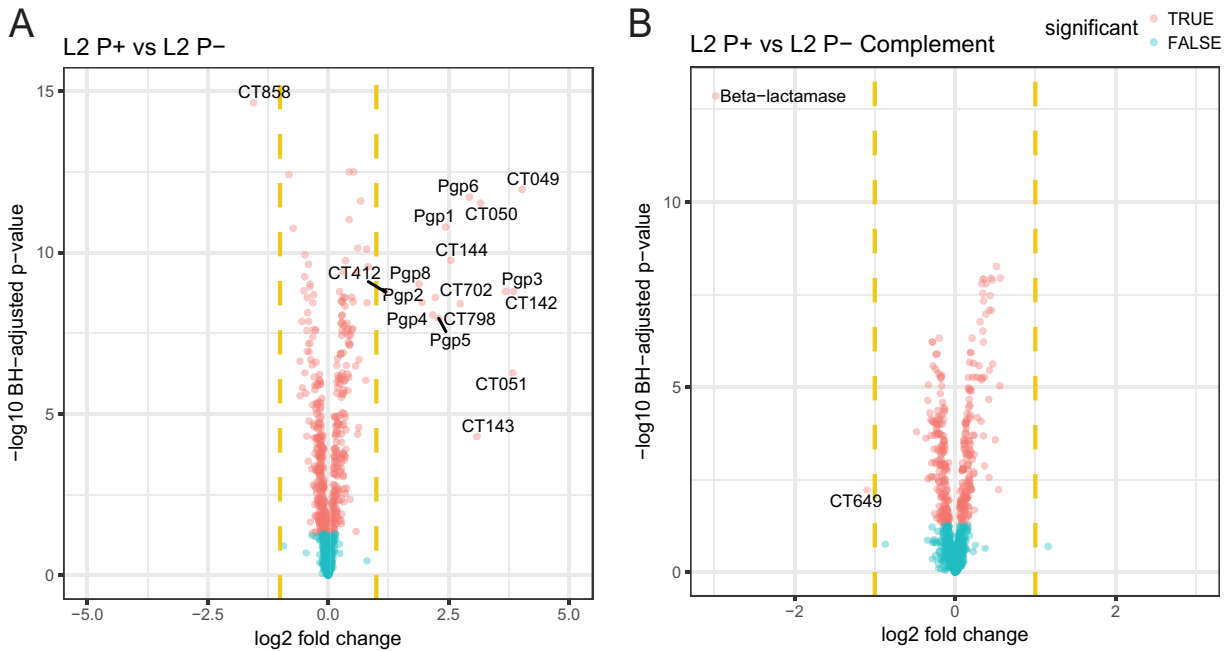 A
L2 P+ vs L2 P−
−log10 BH−adjusted p−value
15
10
5
0
CT858
CT049
Pgp6
CT050
Pgp1
CT144
CT412
Pgp8
Pgp2
CT702
Pgp3
CT142
Pgp4
CT798
Pgp5
CT051
CT143
−5.0
−2.5
0.0
2.5
5.0
log2 fold change
B
significant
TRUE
FALSE
L2 P+ vs L2 P− Complement
−log10 BH−adjusted p−value
10
5
0
Beta−lactamase
CT649
−2
0
2
log2 fold change